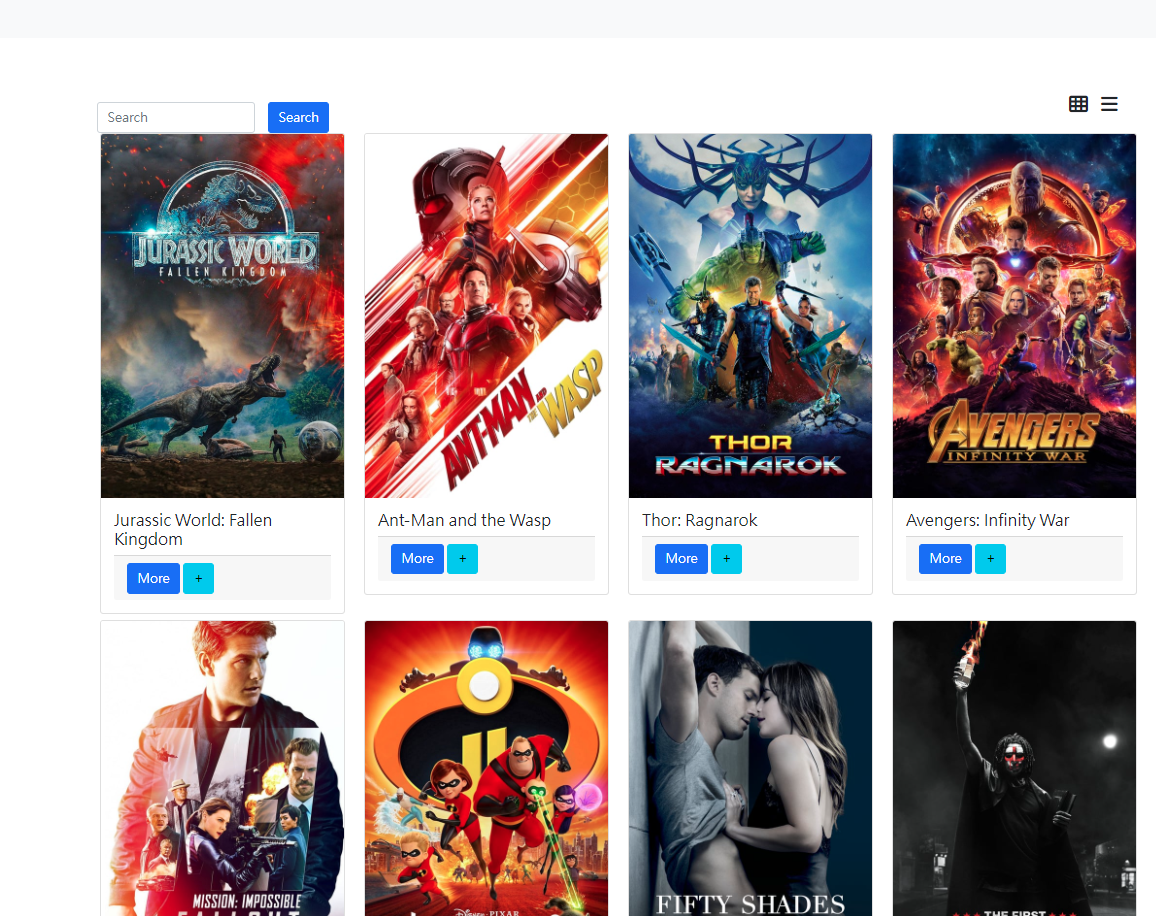 Search
Search
JURASSIC WORLD
FALLEN KINGDOM
ANT-MAN AND THE WASP
THOR
RAGNAROK
AVENGERS
INFINITY WAR
Jurassic World: Fallen
Kingdom
Ant-Man and the Wasp
Thor: Ragnarok
Avengers: Infinity War
More
+
More
+
More
+
More
+
MISSION: IMPOSSIBLE
FALLOUT
DISNEY · PIXAR
FIFTY SHADES
THE FIRST